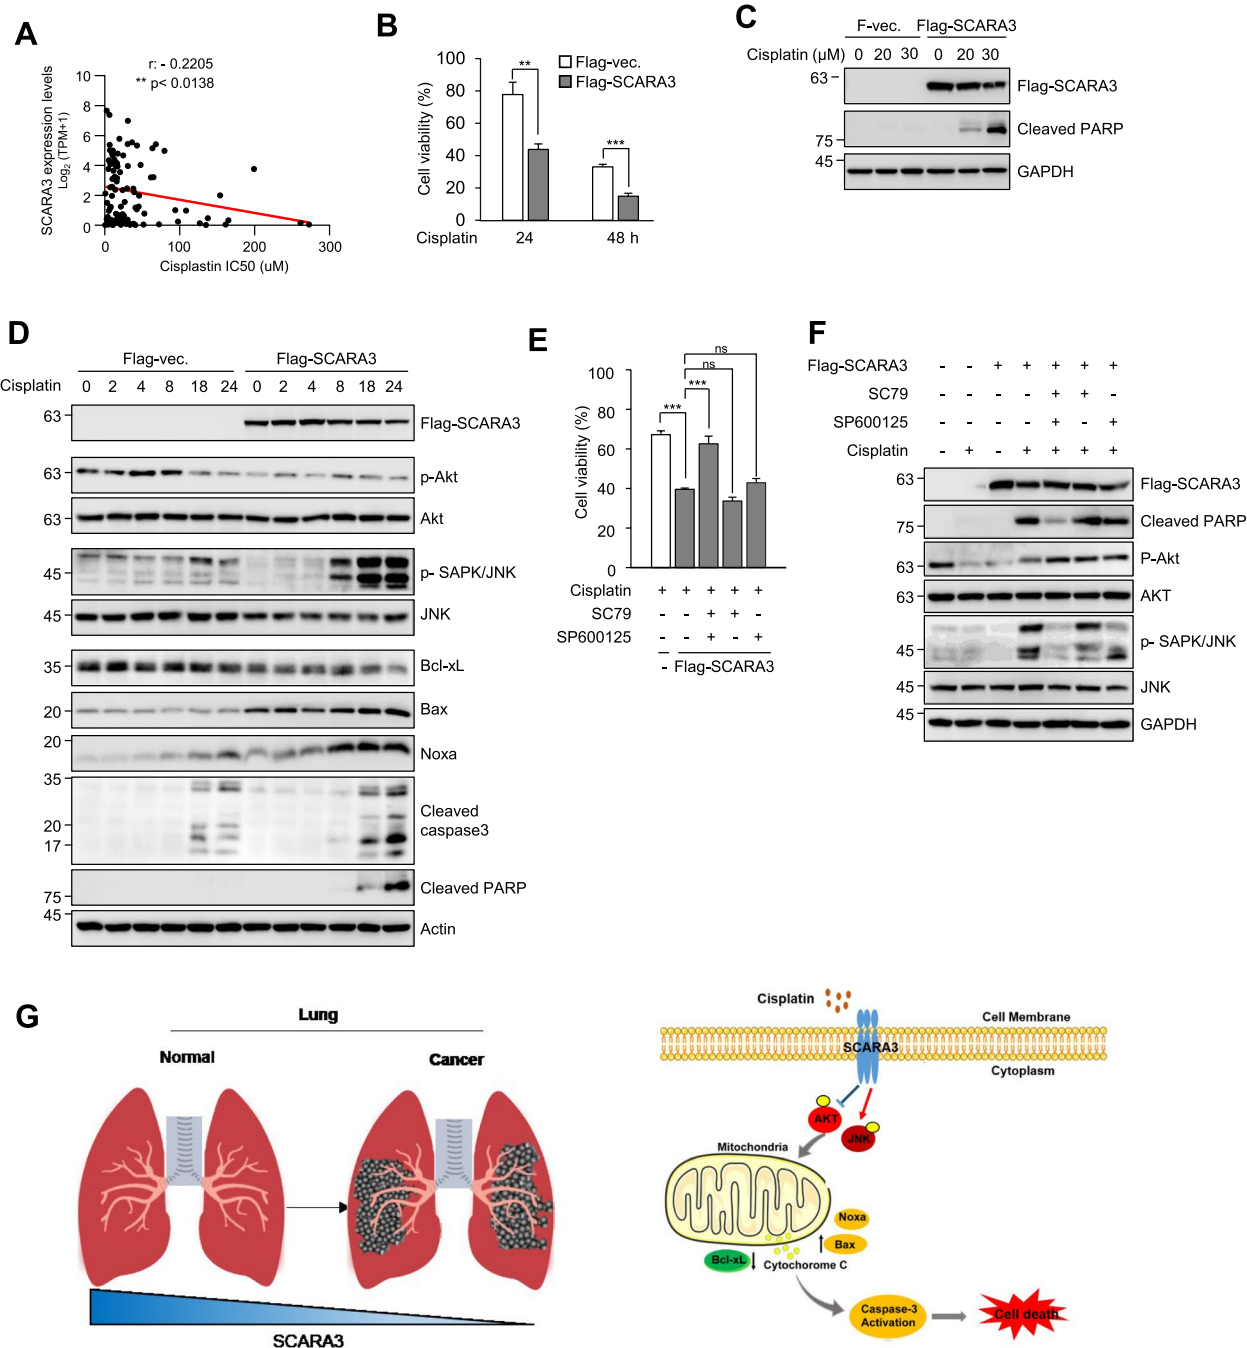 A
r: - 0.2205
** p< 0.0138
SCARA3 expression levels
Log2 (TPM+1)
10
8
6
4
2
0
0 100 200 300
Cisplastin IC50 (uM)
B
Flag-vec.
Flag-SCARA3
Cell viability (%)
100
80
60
40
20
0
** ***
Cisplatin 24 48 h
C
F-vec. Flag-SCARA3
Cisplatin (µM) 0 20 30 0 20 30
63 Flag-SCARA3
75 Cleaved PARP
45 GAPDH
D
Flag-vec. Flag-SCARA3
Cisplatin 0 2 4 8 18 24 0 2 4 8 18 24
63 Flag-SCARA3
63 p-Akt
63 Akt
45 p- SAPK/JNK
45 JNK
35 Bcl-xL
20 Bax
20 Noxa
35
20
17
Cleaved
caspase3
75 Cleaved PARP
45 Actin
E
Cell viability (%)
100
80
60
40
20
0
ns
ns
***
***
Cisplatin + + + + +
SC79 - - + + -
SP600125 - - + - +
- Flag-SCARA3
F
Flag-SCARA3 - - + + + + +
SC79 - - - - + + -
SP600125 - - - - + - +
Cisplatin - + - + + + +
63 Flag-SCARA3
75 Cleaved PARP
63 P-Akt
63 AKT
45 p- SAPK/JNK
45 JNK
45 GAPDH
G
Lung
Normal Cancer
SCARA3
Cisplatin
Cell Membrane
SCARA3
Cytoplasm
AKT
JNK
Mitochondria
Noxa
Bax
Bcl-xL
Cytochorome C
Caspase-3
Activation
Cell death